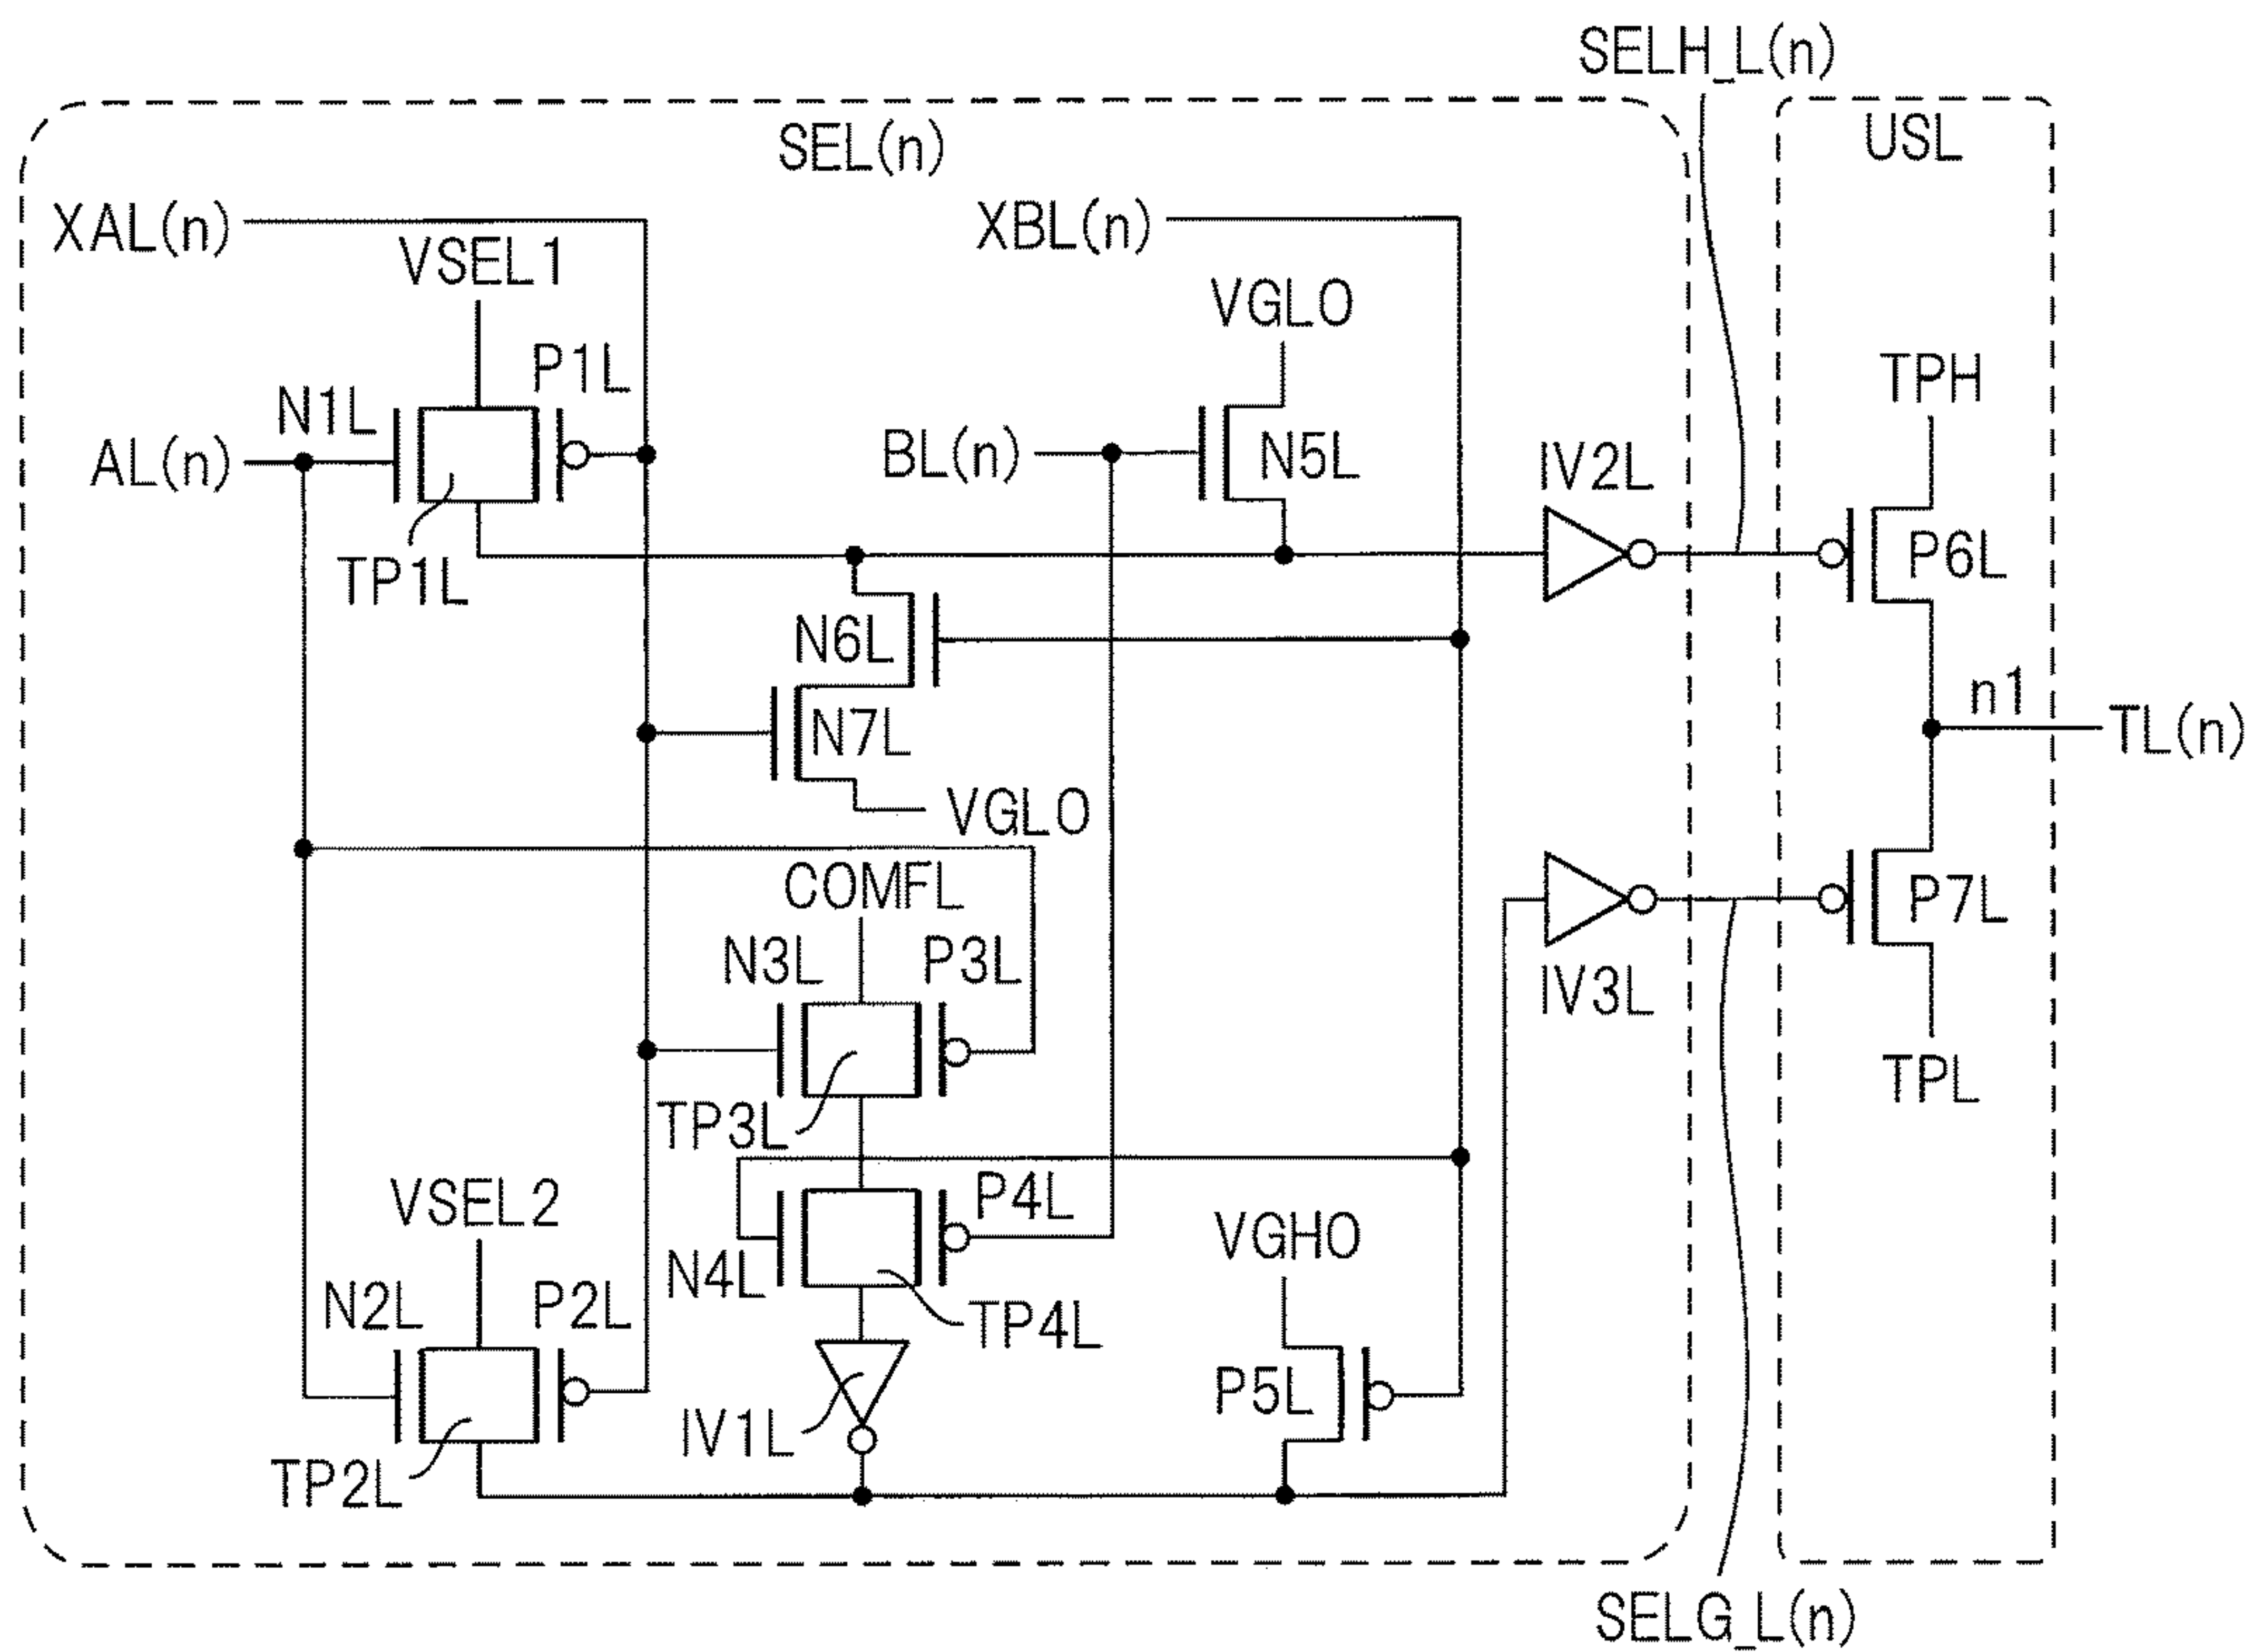 SELH_L(n)
SEL(n)
USL
XAL(n)
XBL(n)
VSEL1
VGLO
P1L
TPH
N1L
AL(n)
BL(n)
N5L
IV2L
P6L
TP1L
N6L
n1
N7L
TL(n)
VGLO
COMFL
P7L
N3L
P3L
IV3L
TPL
TP3L
VSEL2
P4L
VGHO
N4L
N2L
P2L
TP4L
P5L
IV1L
TP2L
SELG_L(n)